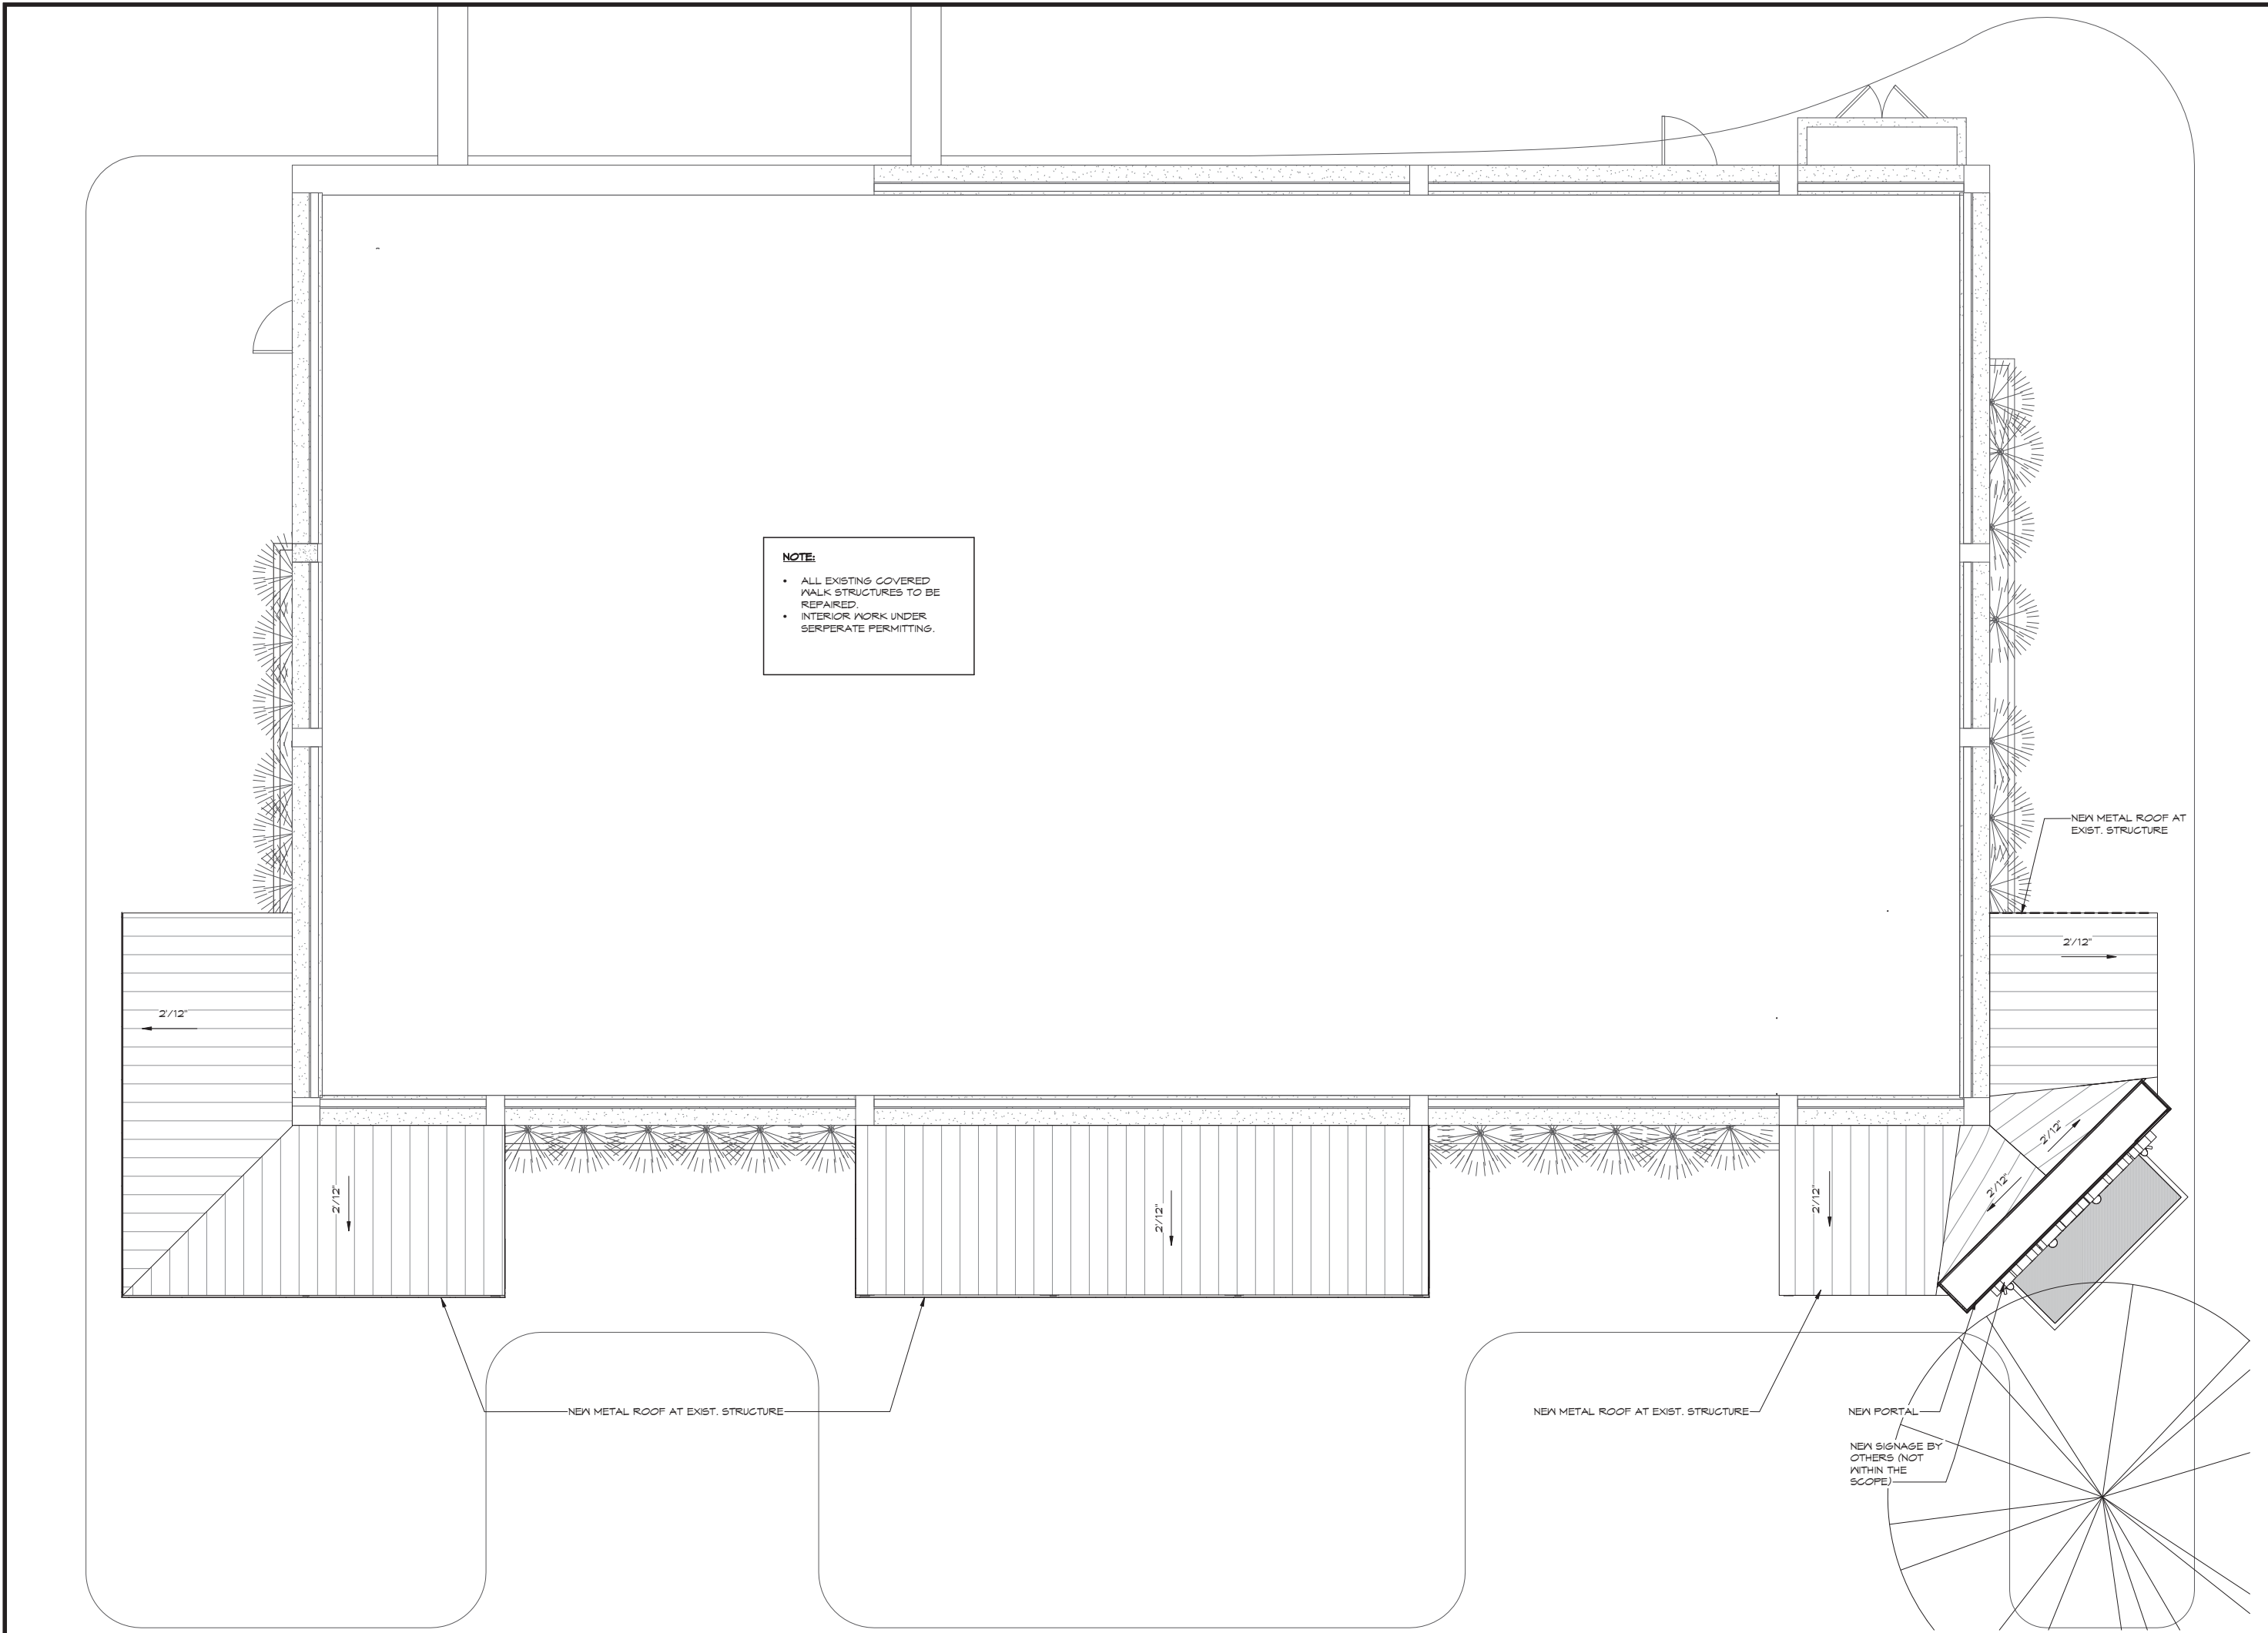 NOTE:
• ALL EXISTING COVERED
WALK STRUCTURES TO BE
REPAIRED.
• INTERIOR WORK UNDER
SERPERATE PERMITTING.
NEW METAL ROOF AT
EXIST. STRUCTURE
2"/12"
2"/12"
2"/12"
2"/12"
2"/12"
2"/12"
2"/12"
NEW METAL ROOF AT EXIST. STRUCTURE
NEW METAL ROOF AT EXIST. STRUCTURE
NEW PORTAL
NEW SIGNAGE BY
OTHERS (NOT
WITHIN THE
SCOPE)